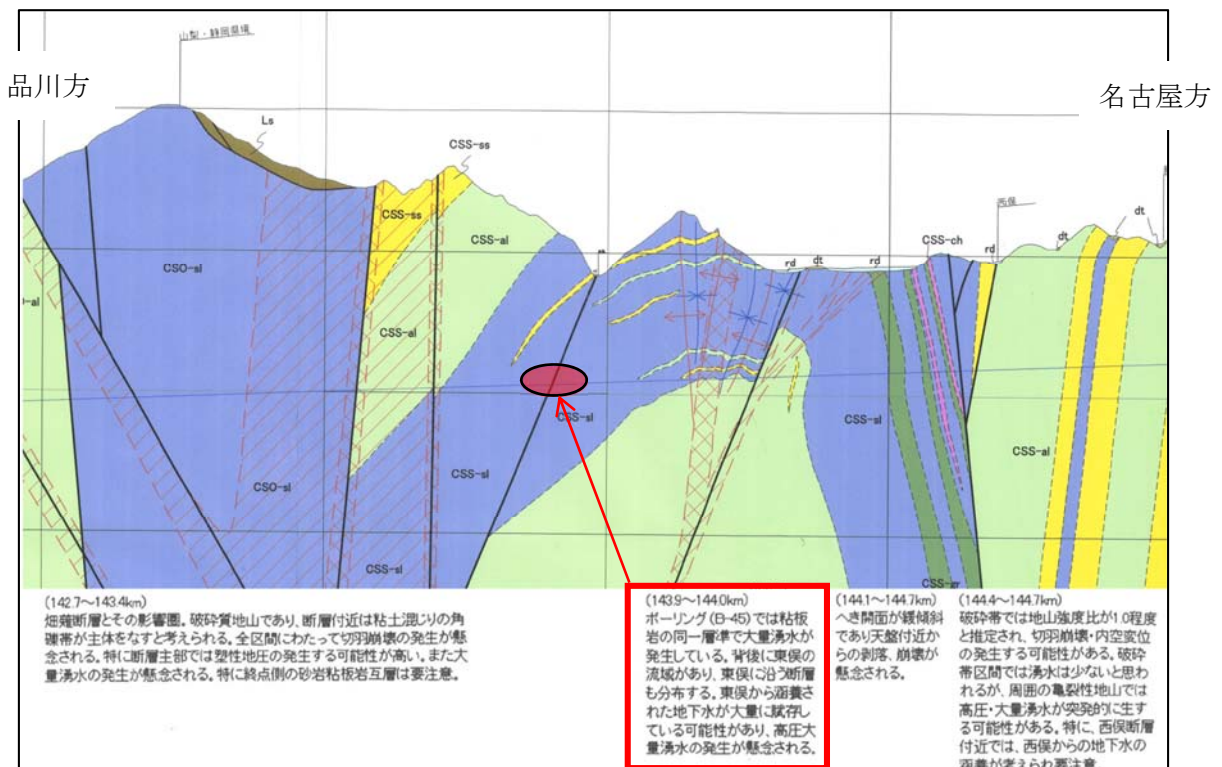 山梨・静岡県境
品川方
名古屋方
Ls
CSS-ss
西俣
dt
CSS-ss
CSS-al
CSS-ch
rd
dt
rd
dt
rd
CSO-sl
CSS-al
CSS-sl
CSS-sl
CSS-al
CSS-sl
CSO-sl
CSS-sl
(142.7～143.4km)
畑薙断層とその影響圏。破砕質地山であり、断層付近は粘土混じりの角
礫帯が主体をなすと考えられる。全区間にわたって切羽崩壊の発生が懸
念される。特に断層主部では塑性地圧の発生する可能性が高い。また大
量湧水の発生が懸念される。特に終点側の砂岩粘板岩互層は要注意。
(143.9～144.0km)
ボーリング(B-45)では粘板
岩の同一層準で大量湧水が
発生している。背後に東俣の
流域があり、東俣に沿う断層
も分布する。東俣から涵養さ
れた地下水が大量に賦存し
ている可能性があり、高圧大
量湧水の発生が懸念される。
(144.1～144.7km)
へき開面が緩傾斜
であり天盤付近か
らの剥落、崩壊が
懸念される。
(144.4～144.7km)
破砕帯では地山強度比が1.0程度
と推定され、切羽崩壊・内空変位
の発生する可能性がある。破砕
帯区間では湧水は少ないと思わ
れるが、周囲の亀裂性地山では
高圧・大量湧水が突発的に生す
る可能性がある。特に、西俣断層
付近では、西俣からの地下水の
涵養が考えられ要注意